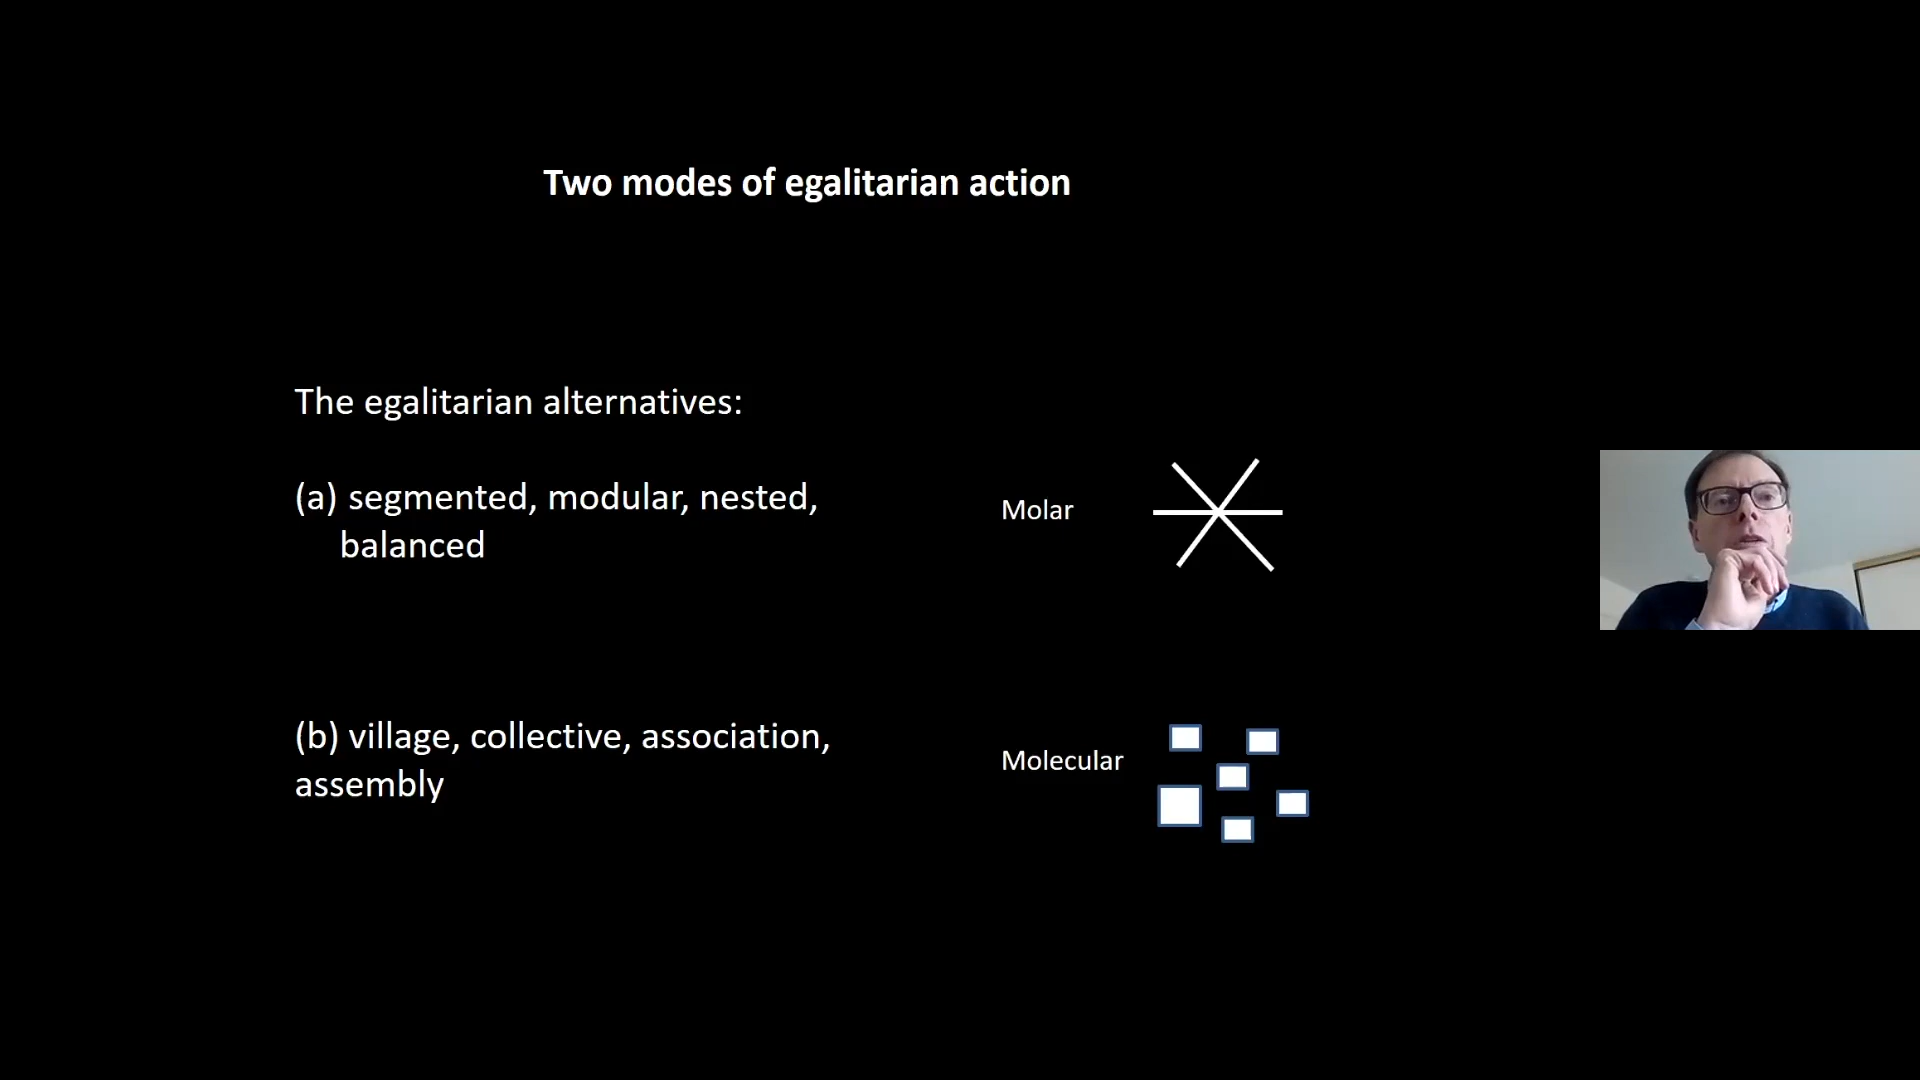 Two modes of egalitarian action
The egalitarian alternatives:
(a) segmented, modular, nested,
balanced
Molar
(b) village, collective, association,
assembly
Molecular